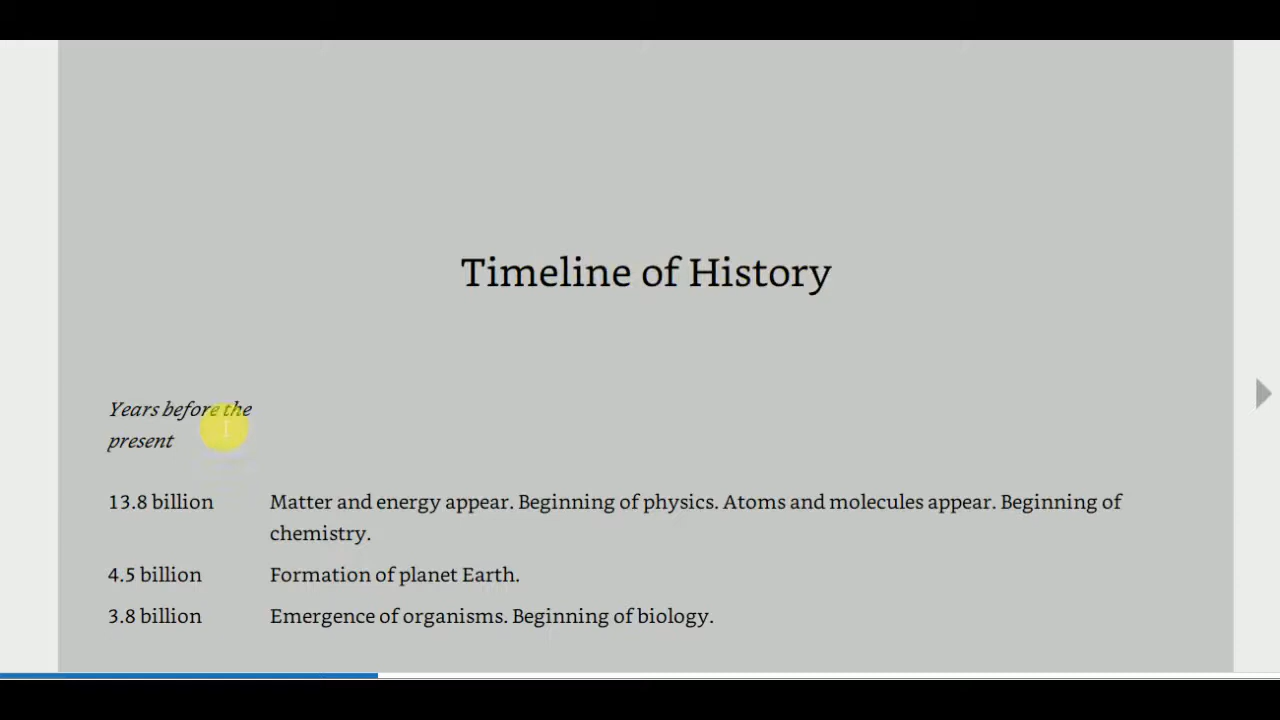 Timeline of History
Years before the
present
13.8 billion Matter and energy appear. Beginning of physics. Atoms and molecules appear. Beginning of
chemistry.
4.5 billion Formation of planet Earth.
3.8 billion Emergence of organisms. Beginning of biology.